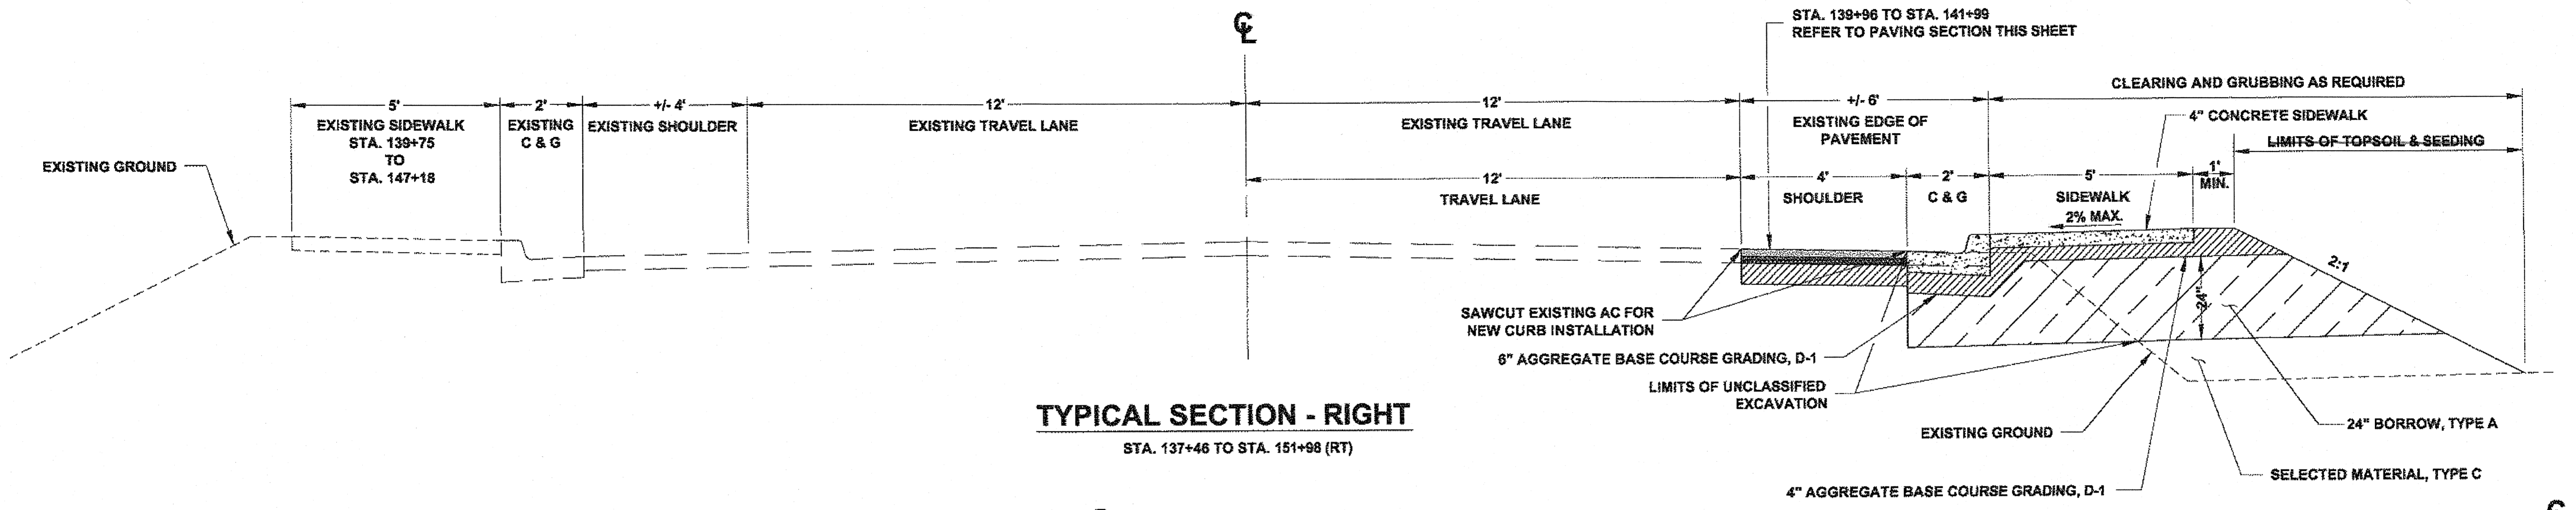 STA. 139+96 TO STA. 141+99
REFER TO PAVING SECTION THIS SHEET
CL
CLEARING AND GRUBBING AS REQUIRED
5'
2'
+/- 4'
12'
12'
+/- 6'
EXISTING SIDEWALK
STA. 139+75
TO
STA. 147+18
EXISTING
C & G
EXISTING SHOULDER
EXISTING TRAVEL LANE
EXISTING TRAVEL LANE
EXISTING EDGE OF
PAVEMENT
4" CONCRETE SIDEWALK
LIMITS OF TOPSOIL & SEEDING
EXISTING GROUND
12'
4'
2'
5'
1'
MIN.
TRAVEL LANE
SHOULDER
C & G
SIDEWALK
2% MAX.
2:1
24"
SAWCUT EXISTING AC FOR
NEW CURB INSTALLATION
6" AGGREGATE BASE COURSE GRADING, D-1
LIMITS OF UNCLASSIFIED
EXCAVATION
TYPICAL SECTION - RIGHT
STA. 137+46 TO STA. 151+98 (RT)
24" BORROW, TYPE A
EXISTING GROUND
SELECTED MATERIAL, TYPE C
4" AGGREGATE BASE COURSE GRADING, D-1